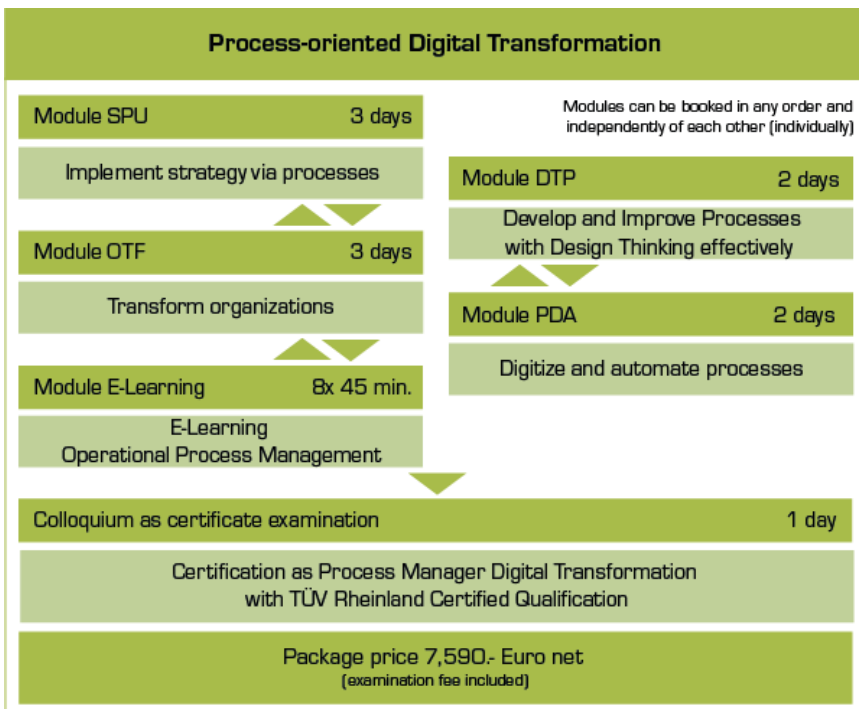 Process-oriented Digital Transformation
Module SPU 3 days
Implement strategy via processes
Module OTF 3 days
Transform organizations
Module E-Learning 8x 45 min.
E-Learning
Operational Process Management
Modules can be booked in any order and
independently of each other (individually)
Module DTP 2 days
Develop and Improve Processes
with Design Thinking effectively
Module PDA 2 days
Digitize and automate processes
Colloquium as certificate examination 1 day
Certification as Process Manager Digital Transformation
with TÜV Rheinland Certified Qualification
Package price 7,590.- Euro net
(examination fee included)